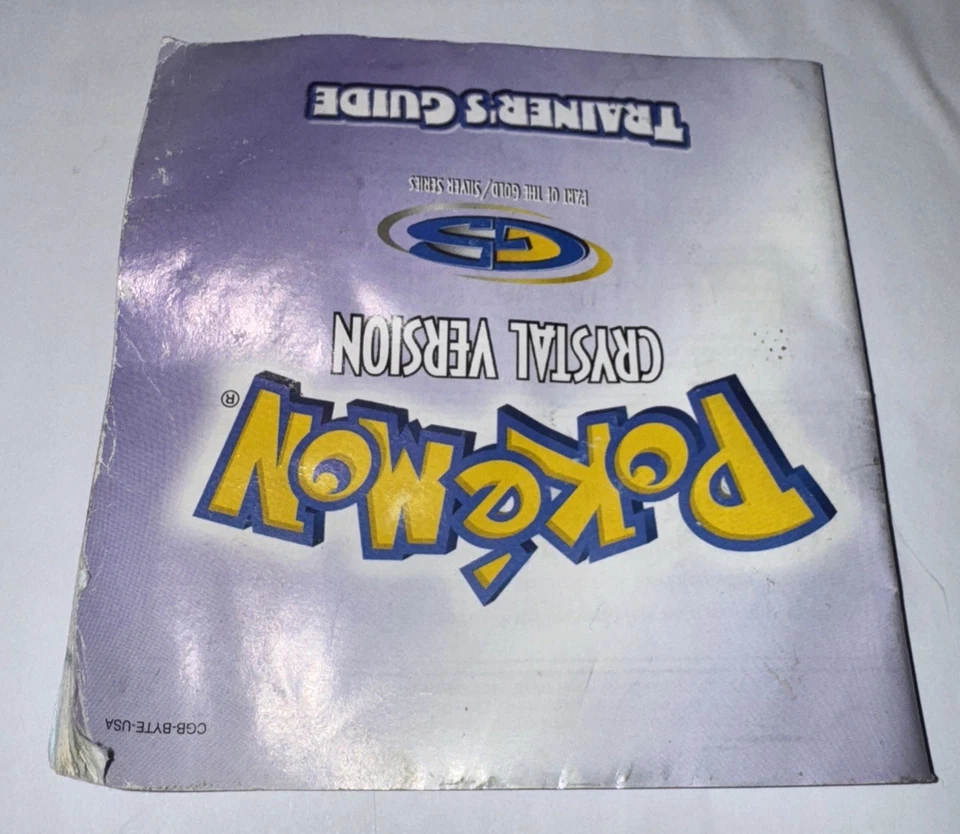 CGB-BYTE-USA
POKéMON®
CRYSTAL VERSION
GS
PART OF THE GOLD/SILVER SERIES
TRAINER'S GUIDE